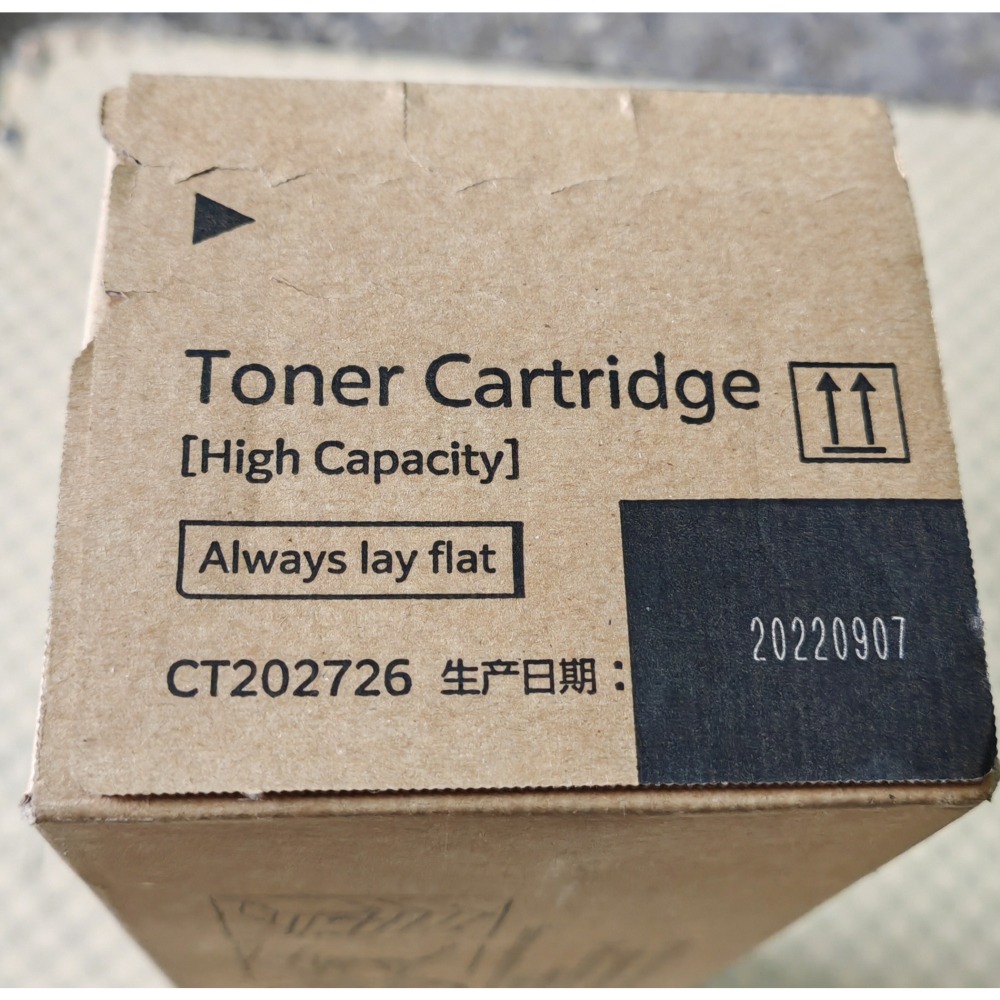 Toner Cartridge
[High Capacity]
Always lay flat
CT202726 生产日期：
20220907